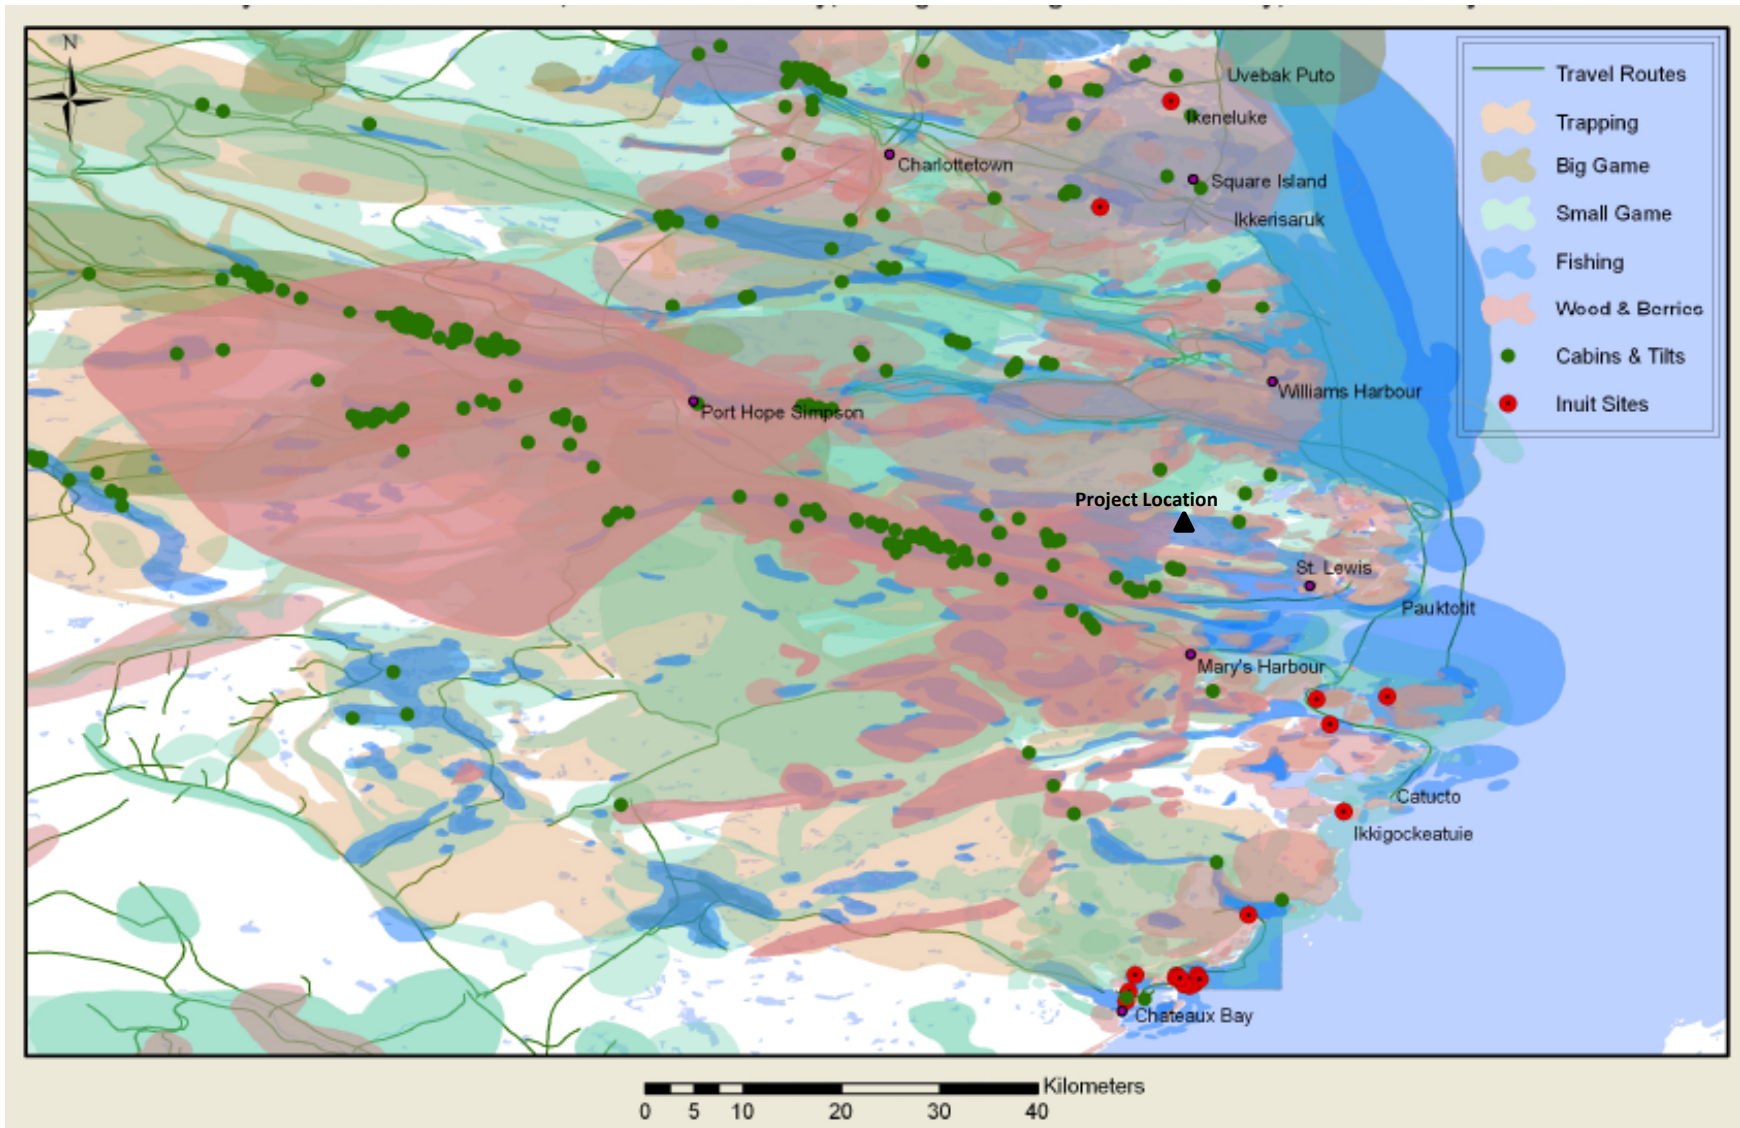 N
Uvebak Puto
Ikeneluke
Charlottetown
Square Island
Ikkerisaruk
Travel Routes
Trapping
Big Game
Small Game
Fishing
Wood & Berries
Cabins & Tilts
Inuit Sites
Williams Harbour
Port Hope Simpson
Project Location
St. Lewis
Pauktotit
Mary's Harbour
Catucto
Ikkigockeatuie
Chateaux Bay
Kilometers
0 5 10 20 30 40